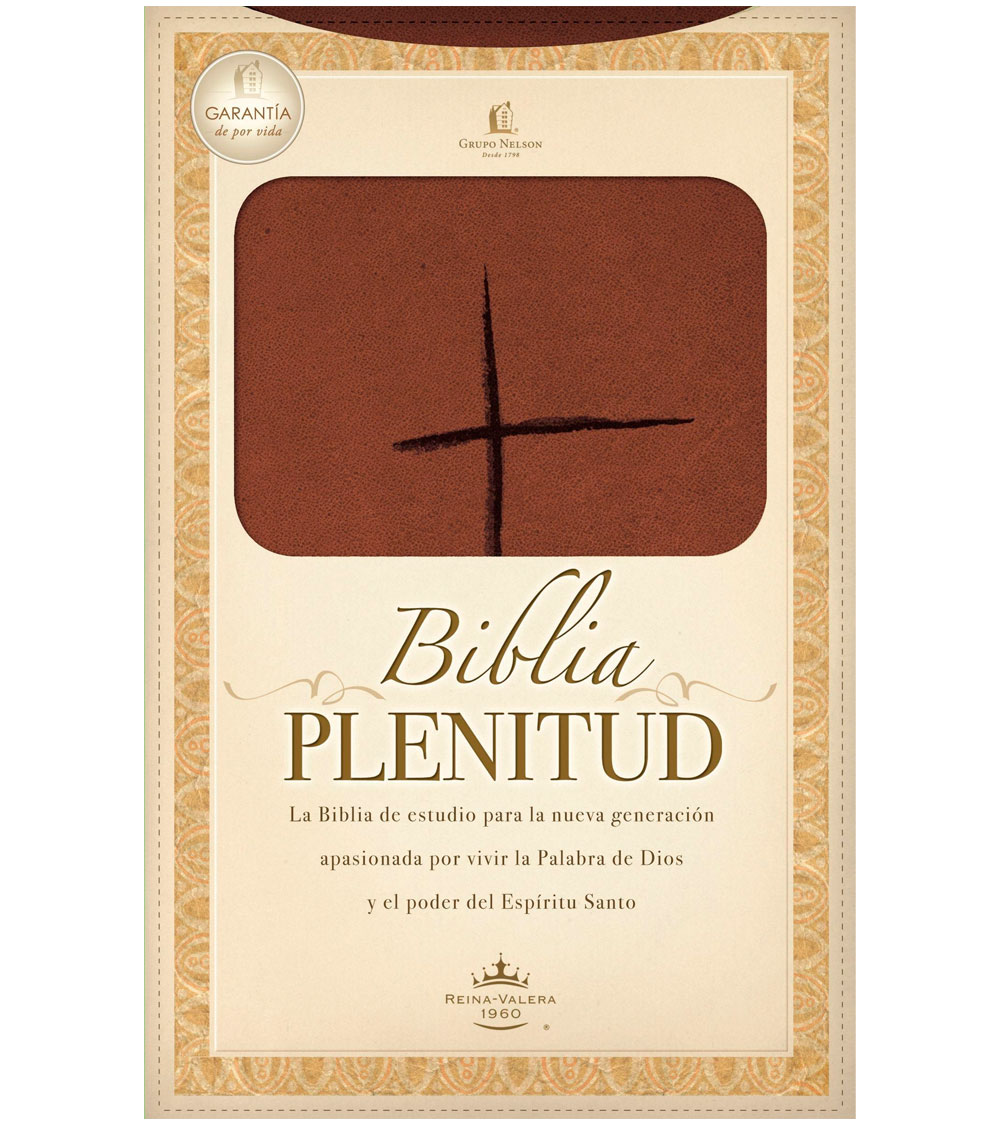 GARANTÍA
de por vida
GRUPO NELSON
Desde 1798
Biblia
PLENITUD
La Biblia de estudio para la nueva generación
apasionada por vivir la Palabra de Dios
y el poder del Espíritu Santo
REINA-VALERA
1960
®